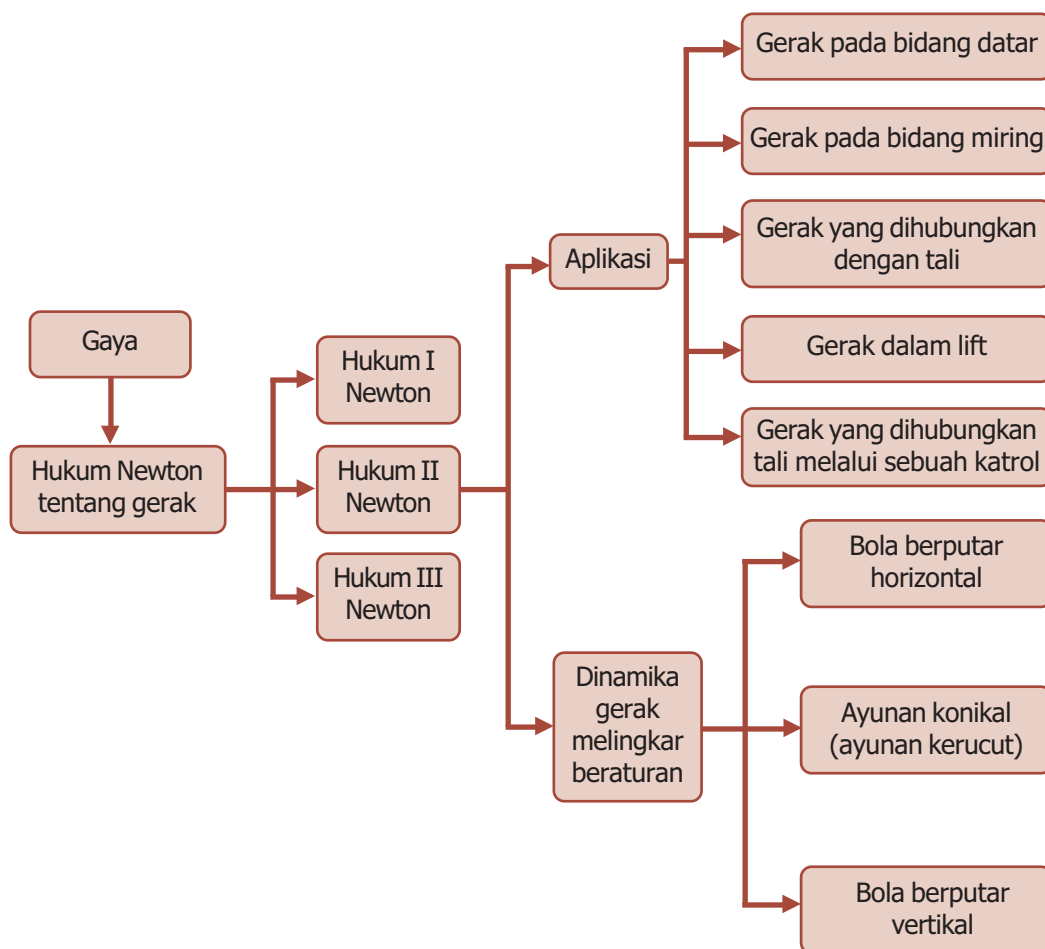 Gaya
Hukum Newton
tentang gerak
Hukum I
Newton
Hukum II
Newton
Hukum III
Newton
Aplikasi
Gerak pada bidang datar
Gerak pada bidang miring
Gerak yang dihubungkan
dengan tali
Gerak dalam lift
Gerak yang dihubungkan
tali melalui sebuah katrol
Dinamika
gerak
melingkar
beraturan
Bola berputar
horizontal
Ayunan konikal
(ayunan kerucut)
Bola berputar
vertikal